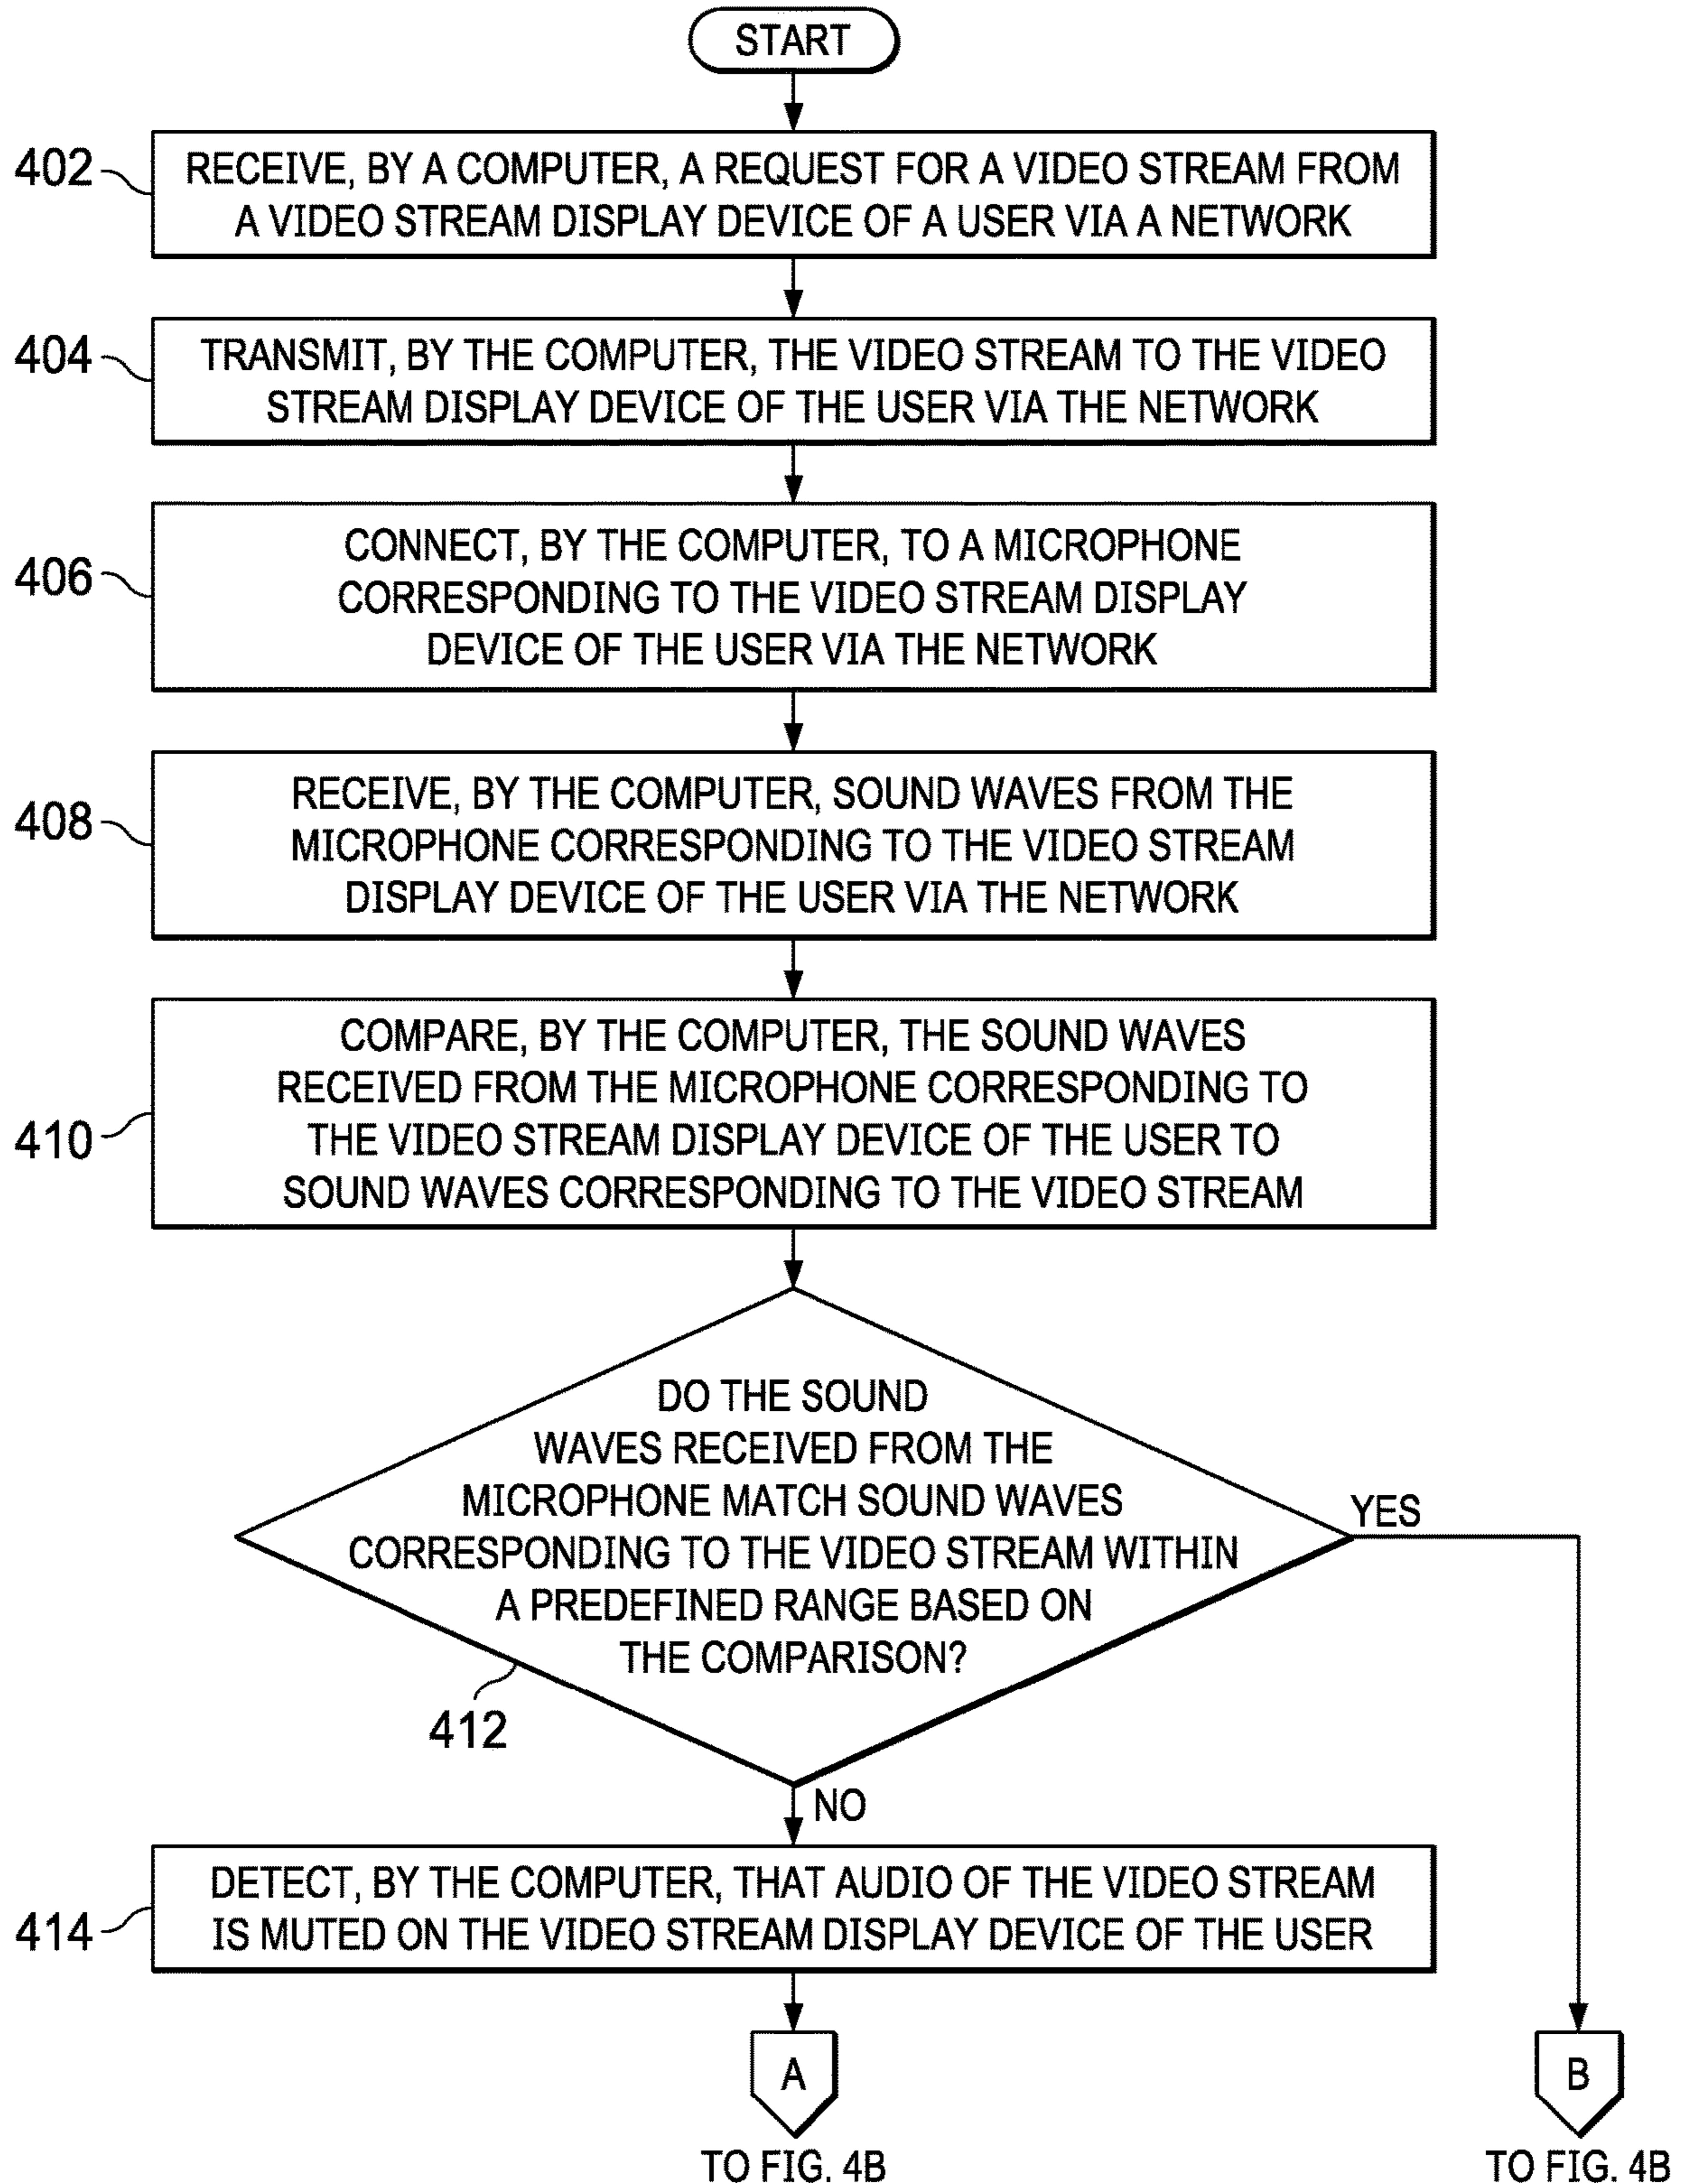 START
402
RECEIVE, BY A COMPUTER, A REQUEST FOR A VIDEO STREAM FROM
A VIDEO STREAM DISPLAY DEVICE OF A USER VIA A NETWORK
404
TRANSMIT, BY THE COMPUTER, THE VIDEO STREAM TO THE VIDEO
STREAM DISPLAY DEVICE OF THE USER VIA THE NETWORK
406
CONNECT, BY THE COMPUTER, TO A MICROPHONE
CORRESPONDING TO THE VIDEO STREAM DISPLAY
DEVICE OF THE USER VIA THE NETWORK
408
RECEIVE, BY THE COMPUTER, SOUND WAVES FROM THE
MICROPHONE CORRESPONDING TO THE VIDEO STREAM
DISPLAY DEVICE OF THE USER VIA THE NETWORK
410
COMPARE, BY THE COMPUTER, THE SOUND WAVES
RECEIVED FROM THE MICROPHONE CORRESPONDING TO
THE VIDEO STREAM DISPLAY DEVICE OF THE USER TO
SOUND WAVES CORRESPONDING TO THE VIDEO STREAM
DO THE SOUND
WAVES RECEIVED FROM THE
MICROPHONE MATCH SOUND WAVES
CORRESPONDING TO THE VIDEO STREAM WITHIN
A PREDEFINED RANGE BASED ON
THE COMPARISON?
YES
412
NO
414
DETECT, BY THE COMPUTER, THAT AUDIO OF THE VIDEO STREAM
IS MUTED ON THE VIDEO STREAM DISPLAY DEVICE OF THE USER
A
B
TO FIG. 4B
TO FIG. 4B